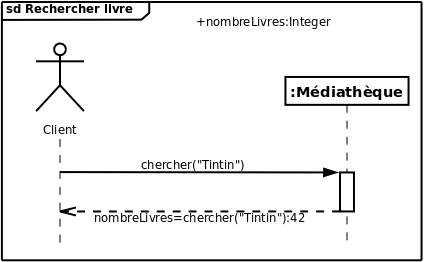 sd Rechercher livre
+nombreLivres:Integer
:Médiathèque
Client
chercher("Tintin")
nombreLivres=chercher("Tintin):42